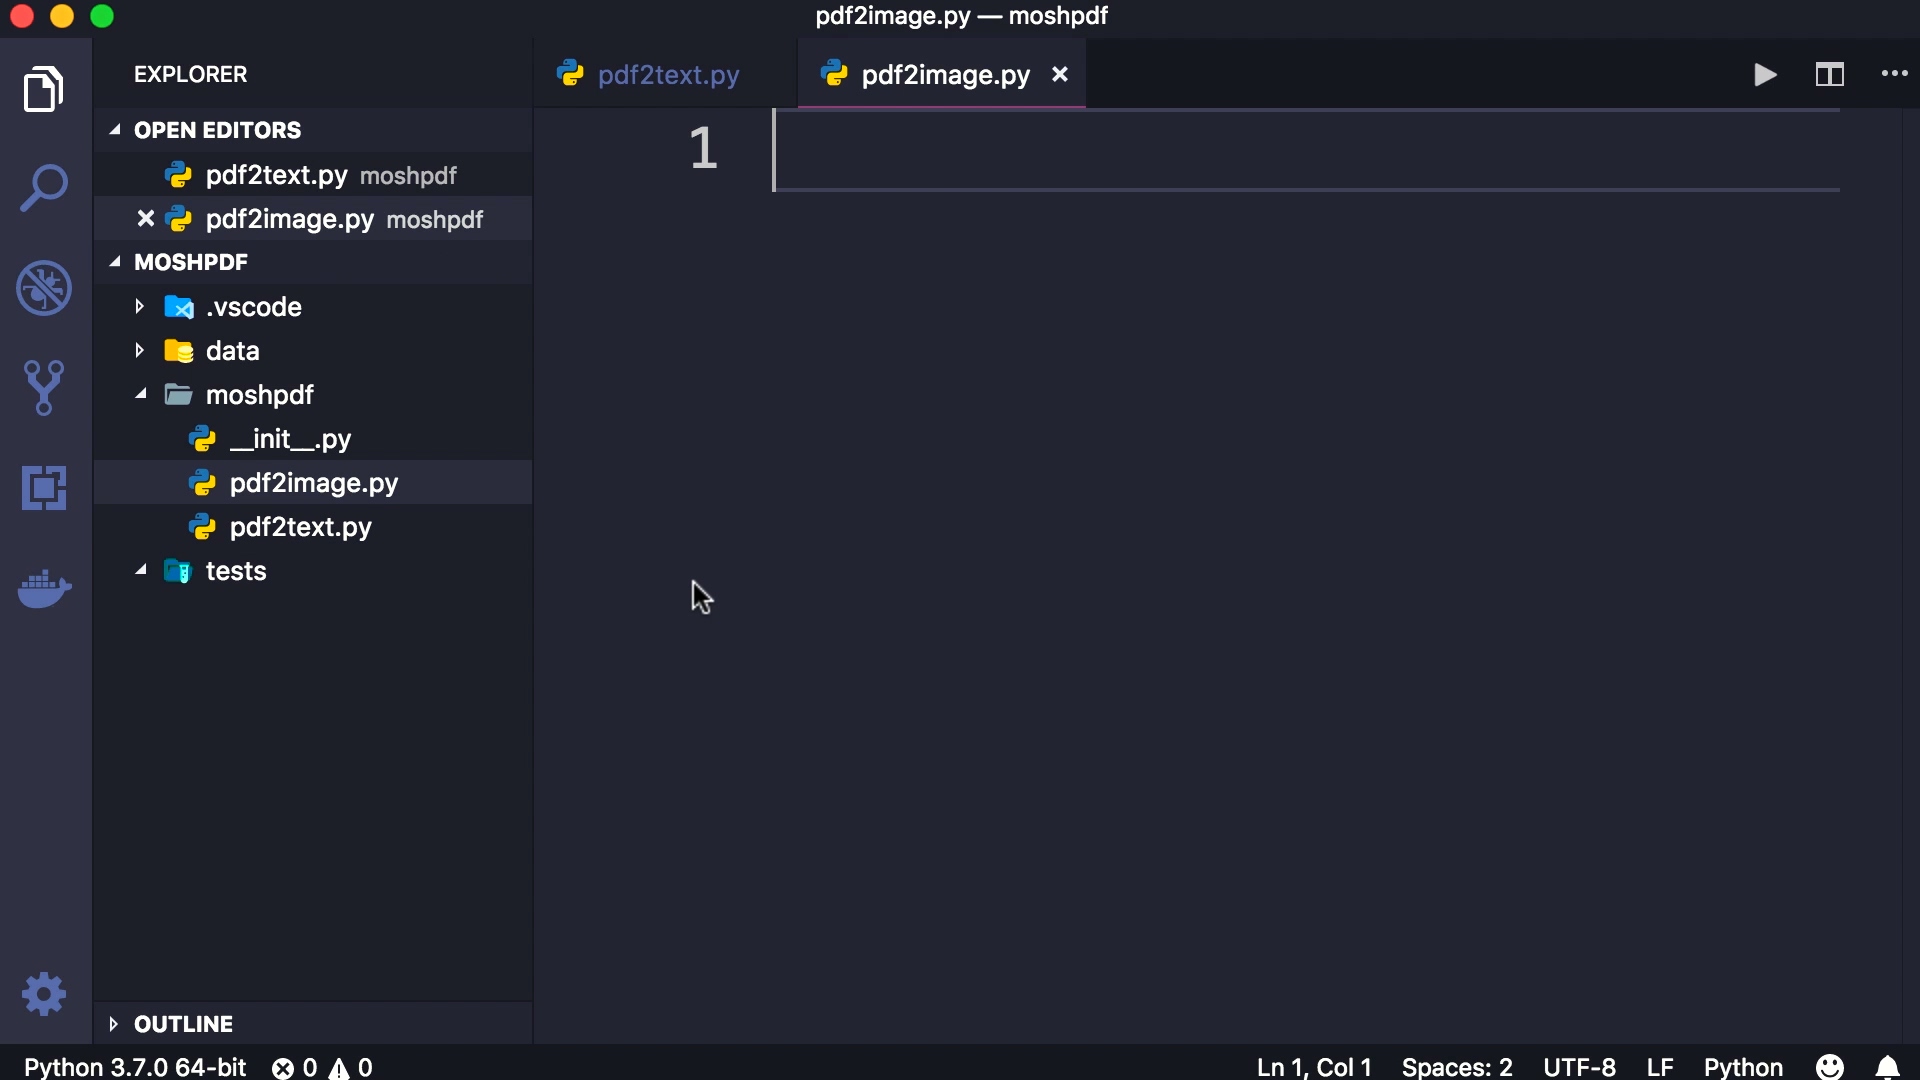 pdf2image.py — moshpdf
EXPLORER
OPEN EDITORS
pdf2text.py moshpdf
pdf2image.py moshpdf
MOSHPDF
.vscode
data
moshpdf
__init__.py
pdf2image.py
pdf2text.py
tests
OUTLINE
pdf2text.py
pdf2image.py
1
Python 3.7.0 64-bit 0 0
Ln 1, Col 1 Spaces: 2 UTF-8 LF Python